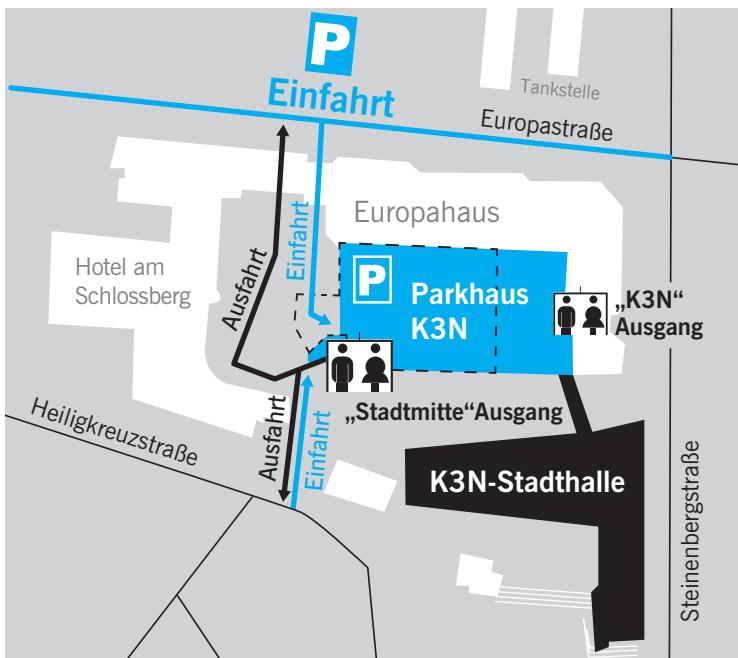 P
Einfahrt
Tankstelle
Europastraße
Europahaus
Einfahrt
Ausfahrt
Hotel am
Schlossberg
P
Parkhaus
K3N
„K3N“
Ausgang
„Stadtmitte“Ausgang
Heiligkreuzstraße
Ausfahrt
Einfahrt
K3N-Stadthalle
Steinenbergstraße